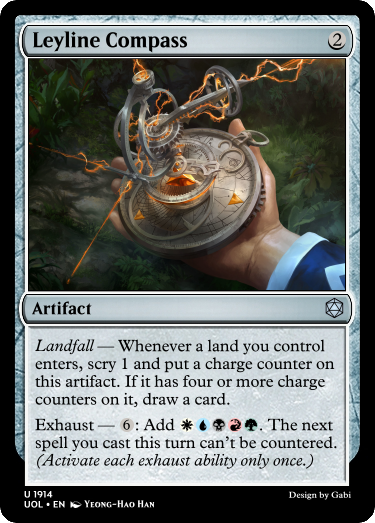 Leyline Compass 2
Artifact
Landfall — Whenever a land you control
enters, scry 1 and put a charge counter on
this artifact. If it has four or more charge
counters on it, draw a card.
Exhaust — 6: Add . The next
spell you cast this turn can't be countered.
(Activate each exhaust ability only once.)
U 1914
UOL • EN Yeong-Hao Han
Design by Gabi